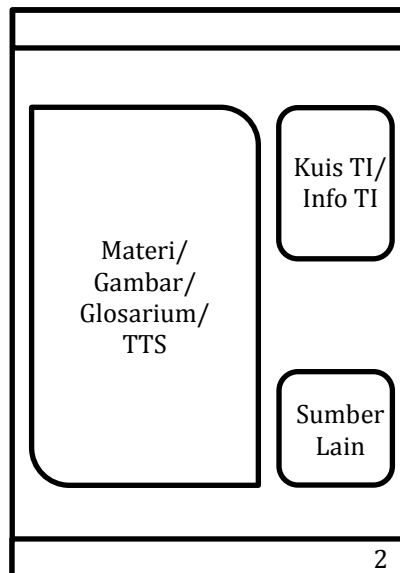 Materi/
Gambar/
Glosarium/
TTS
Kuis TI/
Info TI
Sumber
Lain
2